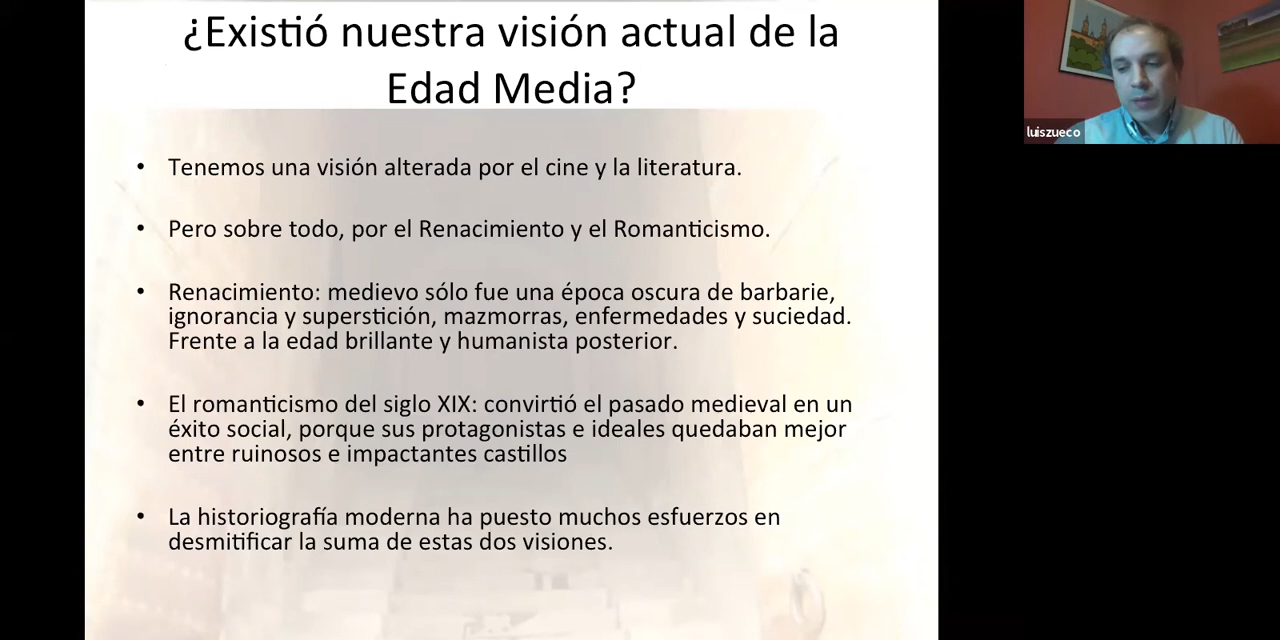 ¿Existió nuestra visión actual de la
Edad Media?
• Tenemos una visión alterada por el cine y la literatura.
• Pero sobre todo, por el Renacimiento y el Romanticismo.
• Renacimiento: medievo sólo fue una época oscura de barbarie,
ignorancia y superstición, mazmorras, enfermedades y suciedad.
Frente a la edad brillante y humanista posterior.
• El romanticismo del siglo XIX: convirtió el pasado medieval en un
éxito social, porque sus protagonistas e ideales quedaban mejor
entre ruinosos e impactantes castillos
• La historiografía moderna ha puesto muchos esfuerzos en
desmitificar la suma de estas dos visiones.
luiszueco